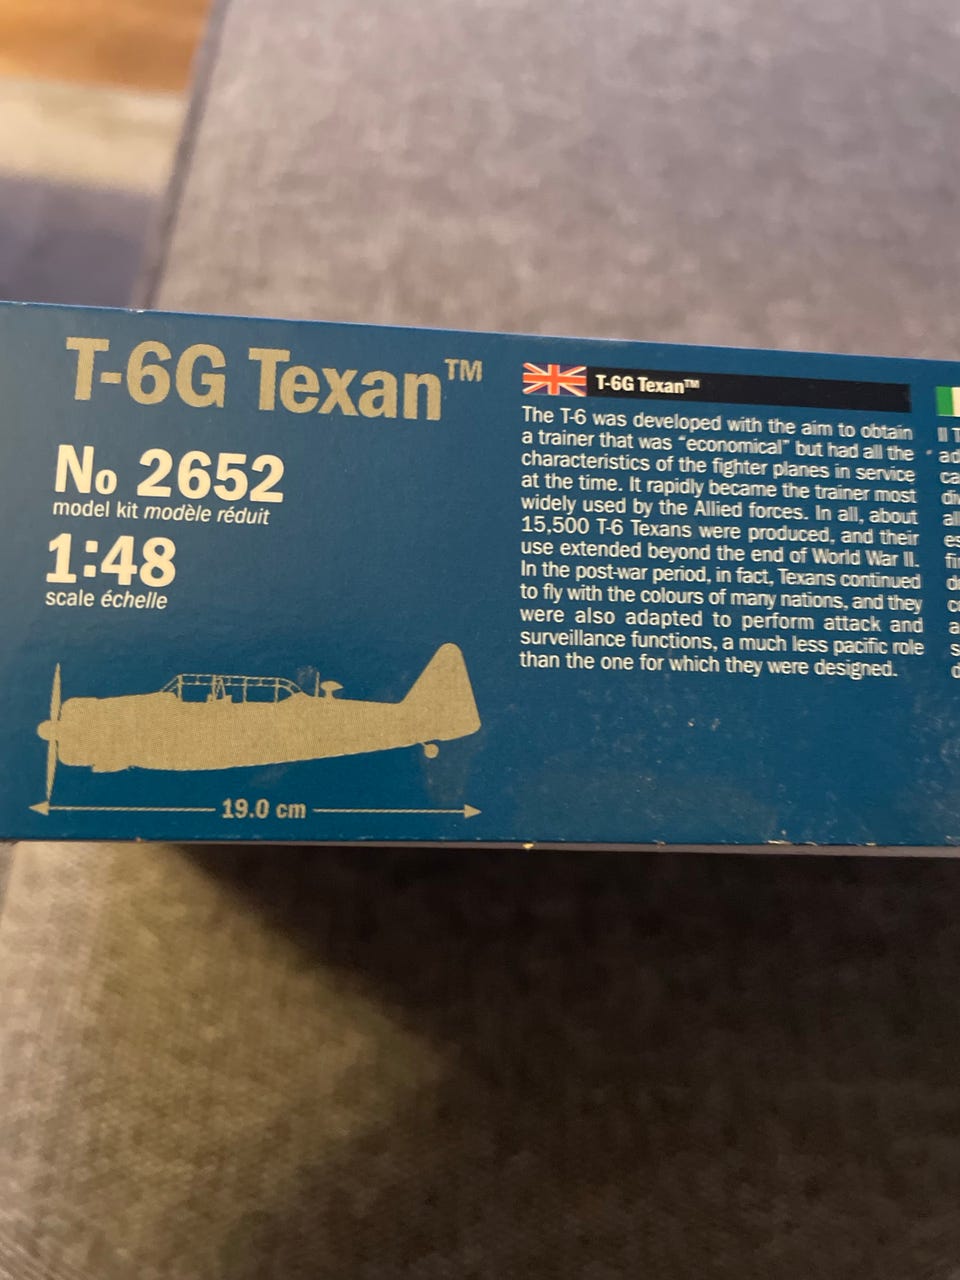 T-6G Texan™
No 2652
model kit modèle réduit
1:48
scale échelle
19.0 cm
T-6G Texan™
The T-6 was developed with the aim to obtain
a trainer that was "economical" but had all the
characteristics of the fighter planes in service
at the time. It rapidly became the trainer most
widely used by the Allied forces. In all, about
15,500 T-6 Texans were produced, and their
use extended beyond the end of World War II.
In the post-war period, in fact, Texans continued
to fly with the colours of many nations, and they
were also adapted to perform attack and
surveillance functions, a much less pacific role
than the one for which they were designed.